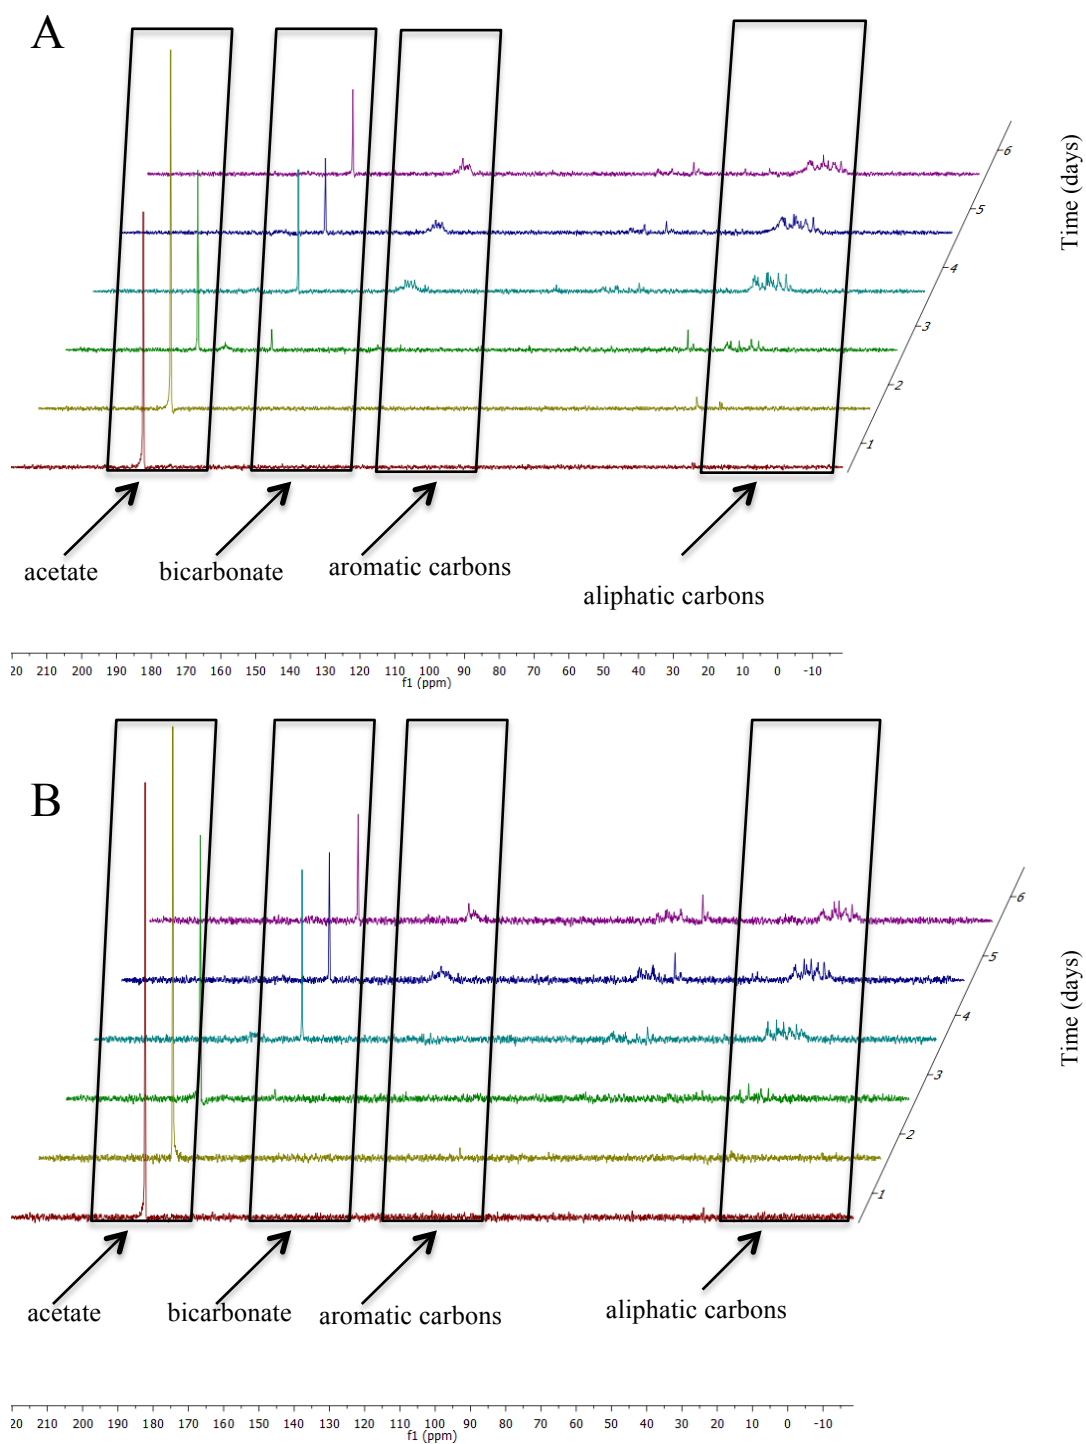 A
6
5
4
3
2
1
Time (days)
acetate
bicarbonate
aromatic carbons
aliphatic carbons
20 210 200 190 180 170 160 150 140 130 120 110 100 90 80 70 60 50 40 30 20 10 0 -10
f1 (ppm)
B
6
5
4
3
2
1
Time (days)
acetate
bicarbonate
aromatic carbons
aliphatic carbons
20 210 200 190 180 170 160 150 140 130 120 110 100 90 80 70 60 50 40 30 20 10 0 -10
f1 (ppm)